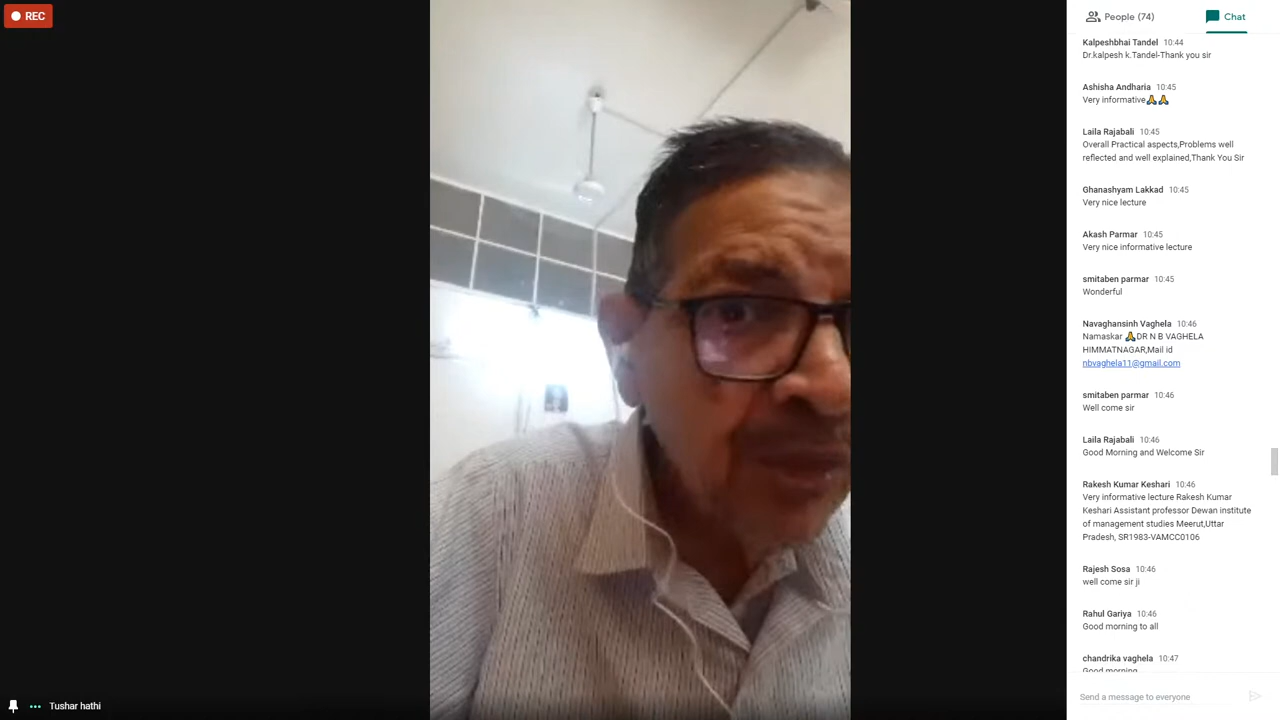 REC
People (74)
Chat
Kalpeshbhai Tandel 10:44
Dr.kalpesh k.Tandel-Thank you sir
Ashisha Andharia 10:45
Very informative🙏🙏
Laila Rajabali 10:45
Overall Practical aspects,Problems well
reflected and well explained,Thank You Sir
Ghanashyam Lakkad 10:45
Very nice lecture
Akash Parmar 10:45
Very nice informative lecture
smitaben parmar 10:45
Wonderful
Navaghansinh Vaghela 10:46
Namaskar 🙏DR N B VAGHELA
HIMMATNAGAR,Mail id
nbvaghela11@gmail.com
smitaben parmar 10:46
Well come sir
Laila Rajabali 10:46
Good Morning and Welcome Sir
Rakesh Kumar Keshari 10:46
Very informative lecture Rakesh Kumar
Keshari Assistant professor Dewan institute
of management studies Meerut,Uttar
Pradesh, SR1983-VAMCC0106
Rajesh Sosa 10:46
well come sir ji
Rahul Gariya 10:46
Good morning to all
chandrika vaghela 10:47
Good morning
Send a message to everyone
Tushar hathi